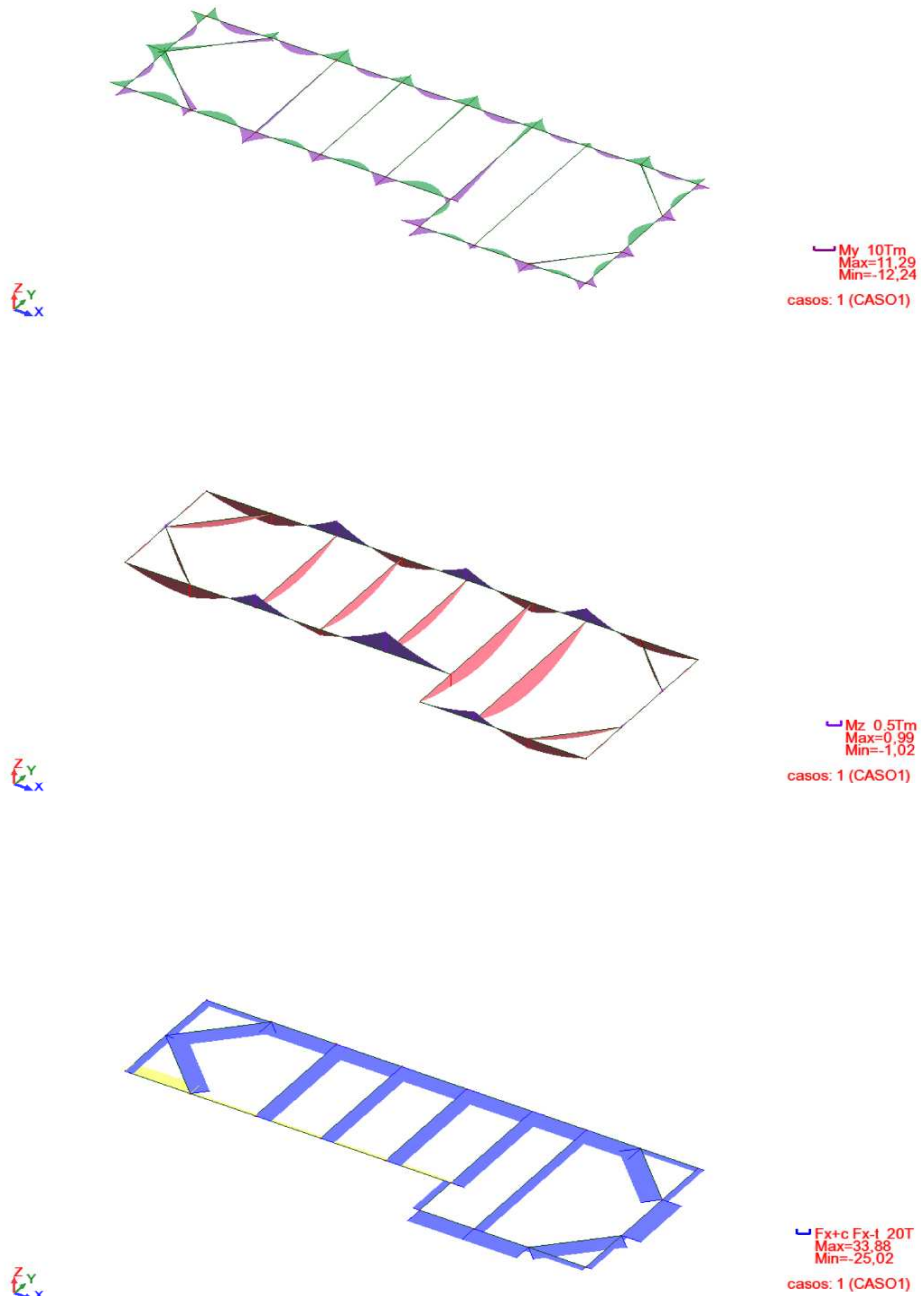 My 10Tm
Max=11,29
Min=-12,24
casos: 1 (CASO1)
Z
Y
X
Mz 0.5Tm
Max=0,99
Min=-1,02
casos: 1 (CASO1)
Z
Y
X
Fx+c Fx-t 20T
Max=33,88
Min=-25,02
casos: 1 (CASO1)
Z
Y
X